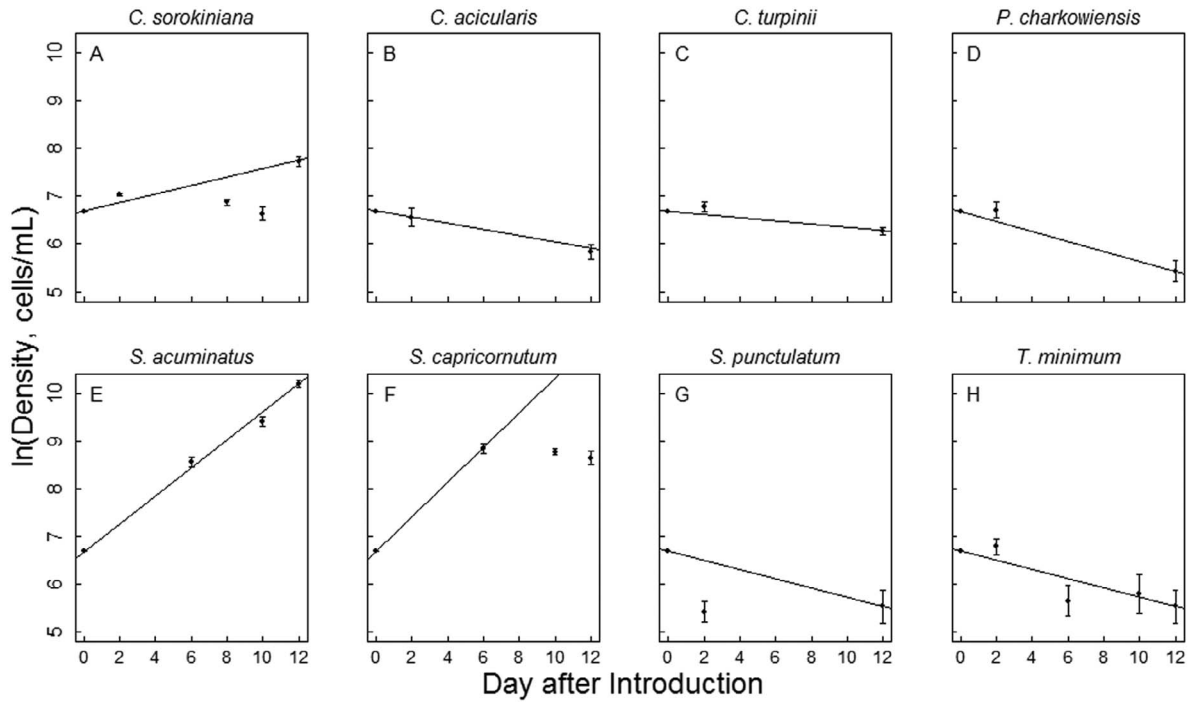 C. sorokiniana C. acicularis C. turpinii P. charkowiensis
A B C D
10
9
8
7
6
5
S. acuminatus S. capricornutum S. punctulatum T. minimum
E F G H
10
9
8
7
6
5
0 2 4 6 8 10 12 0 2 4 6 8 10 12 0 2 4 6 8 10 12 0 2 4 6 8 10 12
ln(Density, cells/mL)
Day after Introduction